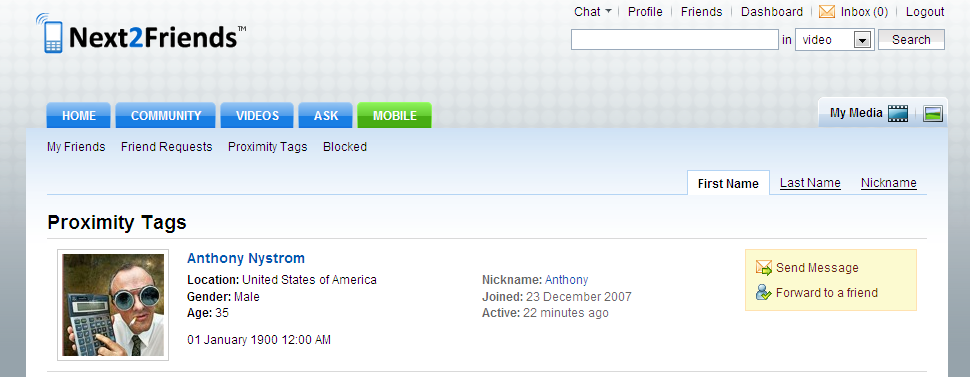 Chat Profile Friends Dashboard Inbox (0) Logout
Next2Friends™
in video Search
HOME COMMUNITY VIDEOS ASK MOBILE
My Media
My Friends Friend Requests Proximity Tags Blocked
First Name Last Name Nickname
Proximity Tags
Anthony Nystrom
Location: United States of America
Gender: Male
Age: 35
01 January 1900 12:00 AM
Nickname: Anthony
Joined: 23 December 2007
Active: 22 minutes ago
Send Message
Forward to a friend